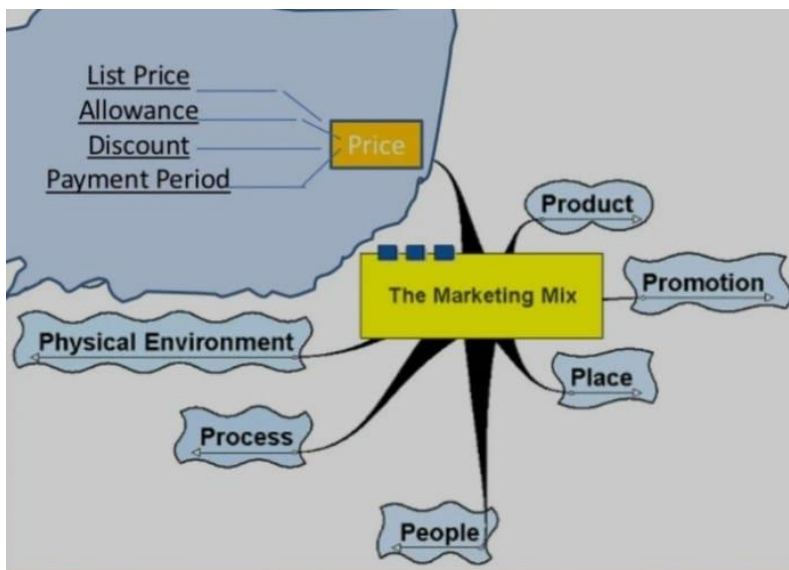 List Price
Allowance
Discount
Payment Period
Price
Product
Promotion
The Marketing Mix
Physical Environment
Place
Process
People